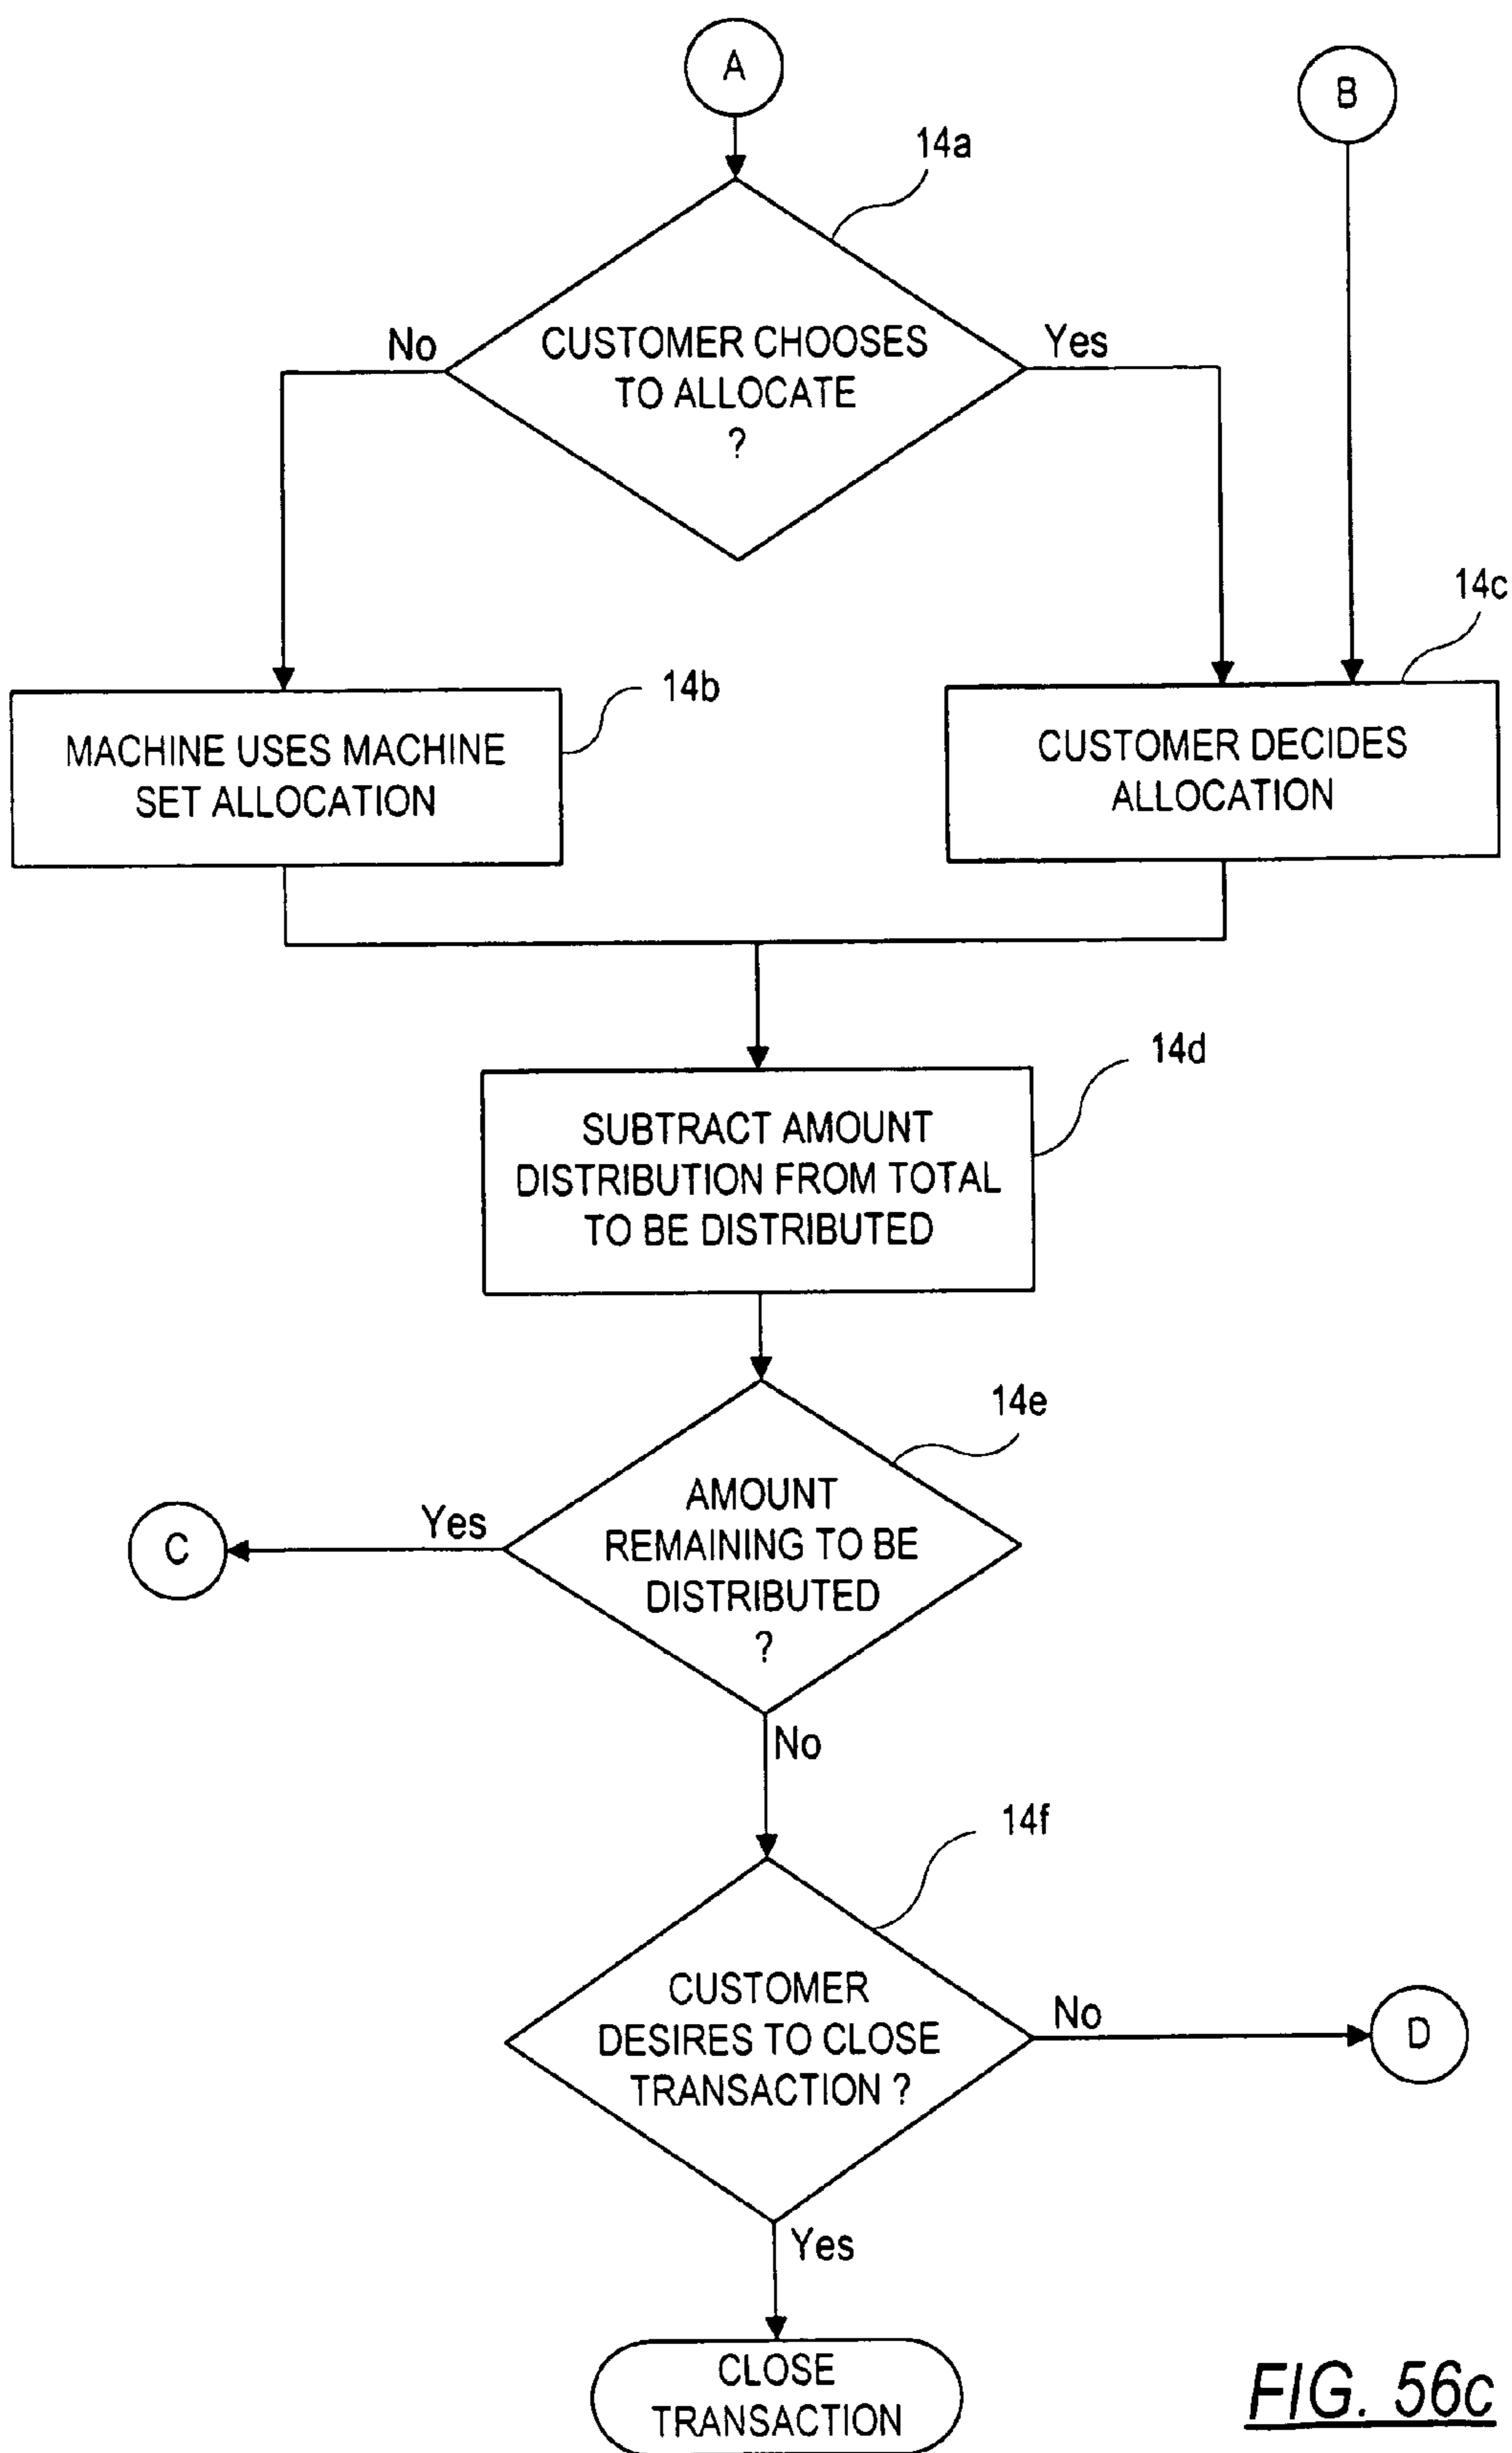 A
B
14a
No
CUSTOMER CHOOSES
TO ALLOCATE
?
Yes
14c
14b
MACHINE USES MACHINE
SET ALLOCATION
CUSTOMER DECIDES
ALLOCATION
14d
SUBTRACT AMOUNT
DISTRIBUTION FROM TOTAL
TO BE DISTRIBUTED
14e
AMOUNT
REMAINING TO BE
DISTRIBUTED
?
Yes
C
No
14f
CUSTOMER
DESIRES TO CLOSE
TRANSACTION ?
No
D
Yes
CLOSE
TRANSACTION
FIG. 56c